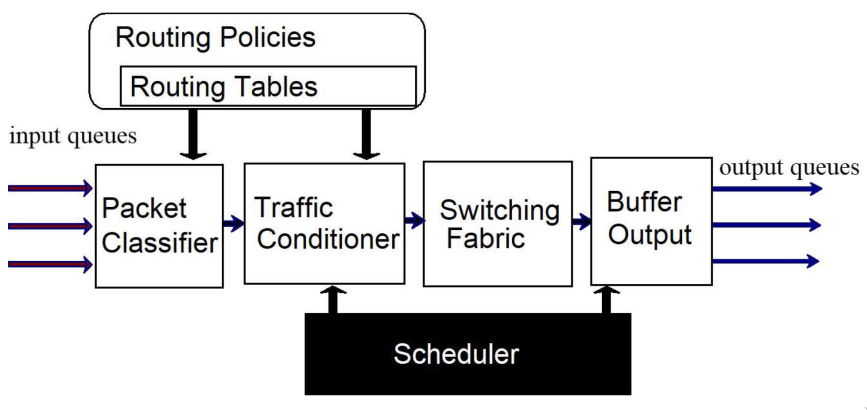 Routing Policies
Routing Tables
input queues
output queues
Packet
Classifier
Traffic
Conditioner
Switching
Fabric
Buffer
Output
Scheduler